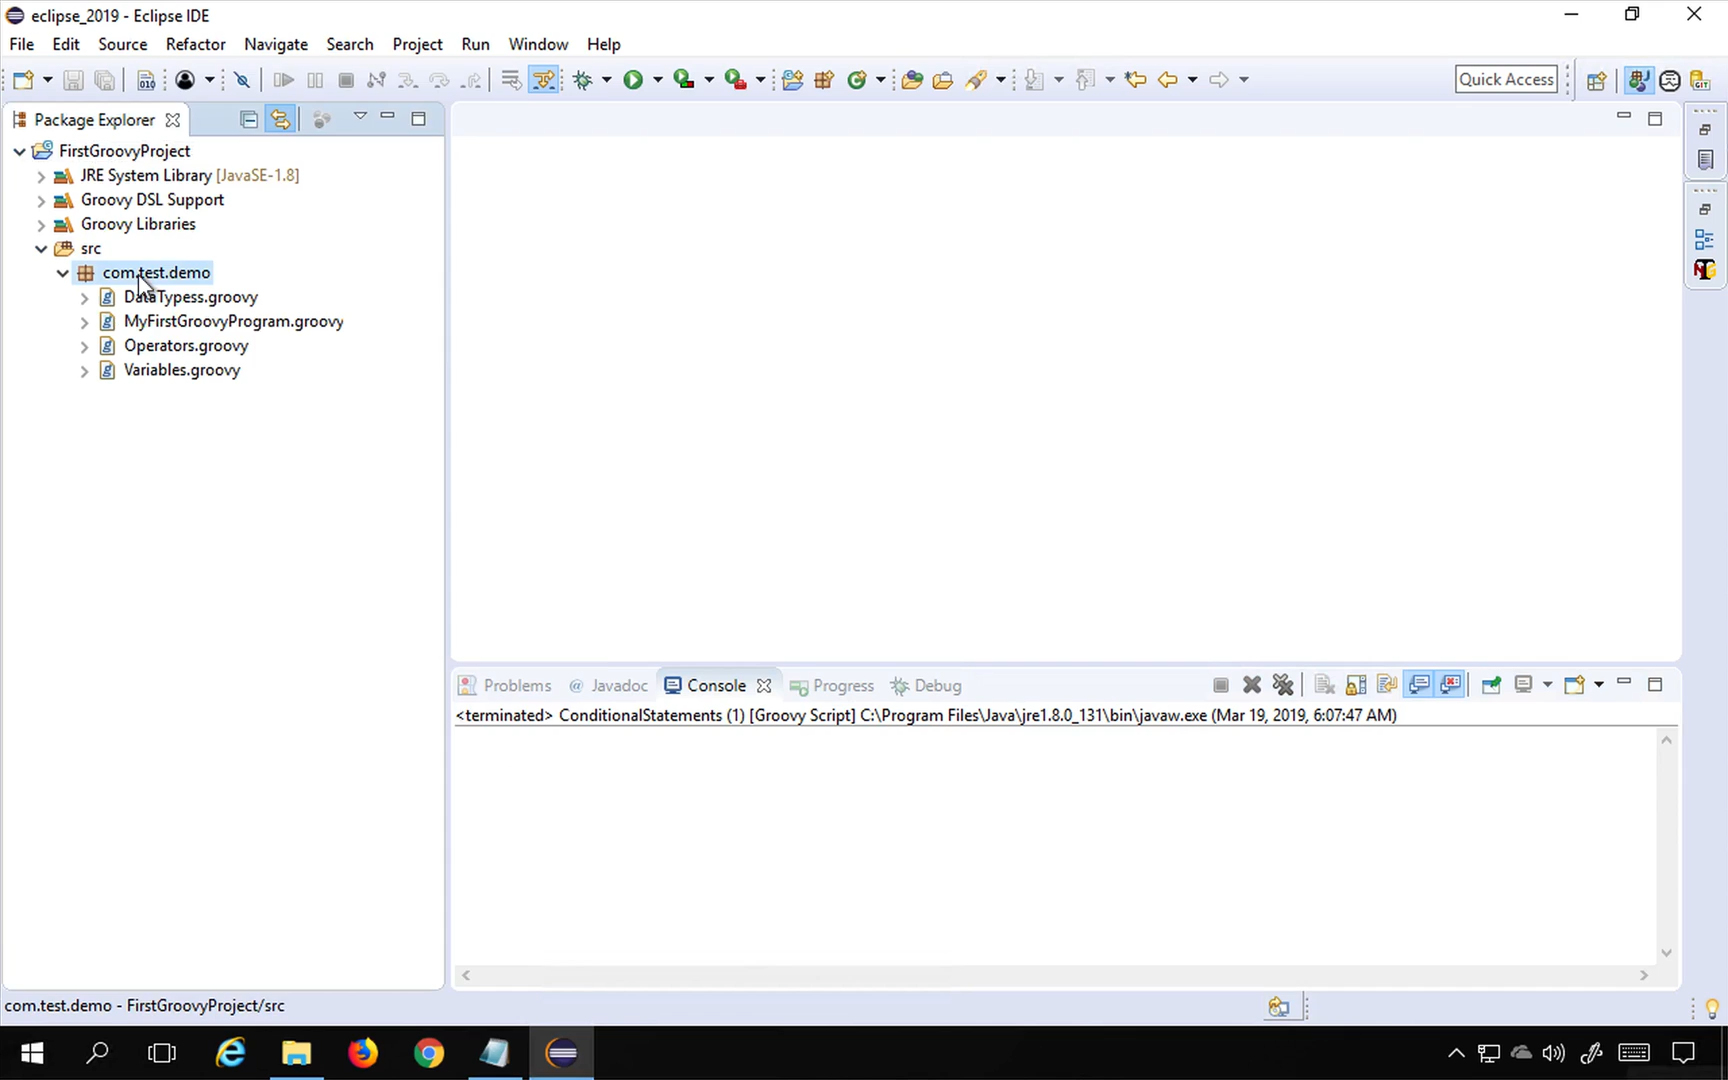 eclipse_2019 - Eclipse IDE
File Edit Source Refactor Navigate Search Project Run Window Help
Quick Access
Package Explorer
FirstGroovyProject
JRE System Library [JavaSE-1.8]
Groovy DSL Support
Groovy Libraries
src
com.test.demo
DataTypess.groovy
MyFirstGroovyProgram.groovy
Operators.groovy
Variables.groovy
Problems @ Javadoc Console Progress Debug
<terminated> ConditionalStatements (1) [Groovy Script] C:\Program Files\Java\jre1.8.0_131\bin\javaw.exe (Mar 19, 2019, 6:07:47 AM)
com.test.demo - FirstGroovyProject/src